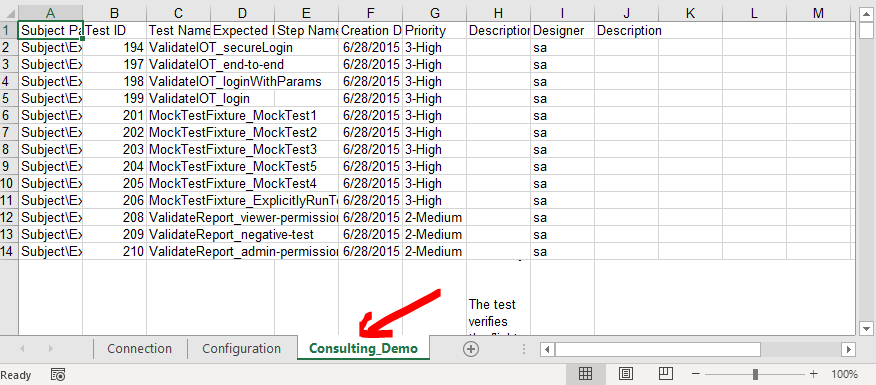 A B C D E F G H I J K L M
1 Subject Pa Test ID Test Name Expected Step Name Creation D Priority Description Designer Description
2 Subject\Ex 194 ValidateIOT_secureLogin 6/28/2015 3-High sa
3 Subject\Ex 197 ValidateIOT_end-to-end 6/28/2015 3-High sa
4 Subject\Ex 198 ValidateIOT_loginWithParams 6/28/2015 3-High sa
5 Subject\Ex 199 ValidateIOT_login 6/28/2015 3-High sa
6 Subject\Ex 201 MockTestFixture_MockTest1 6/28/2015 3-High sa
7 Subject\Ex 202 MockTestFixture_MockTest2 6/28/2015 3-High sa
8 Subject\Ex 203 MockTestFixture_MockTest3 6/28/2015 3-High sa
9 Subject\Ex 204 MockTestFixture_MockTest5 6/28/2015 3-High sa
10 Subject\Ex 205 MockTestFixture_MockTest4 6/28/2015 3-High sa
11 Subject\Ex 206 MockTestFixture_ExplicitlyRunTe 6/28/2015 3-High sa
12 Subject\Ex 208 ValidateReport_viewer-permission 6/28/2015 2-Medium sa
13 Subject\Ex 209 ValidateReport_negative-test 6/28/2015 2-Medium sa
14 Subject\Ex 210 ValidateReport_admin-permission 6/28/2015 2-Medium sa
The test
verifies
Connection Configuration Consulting_Demo
Ready 100%